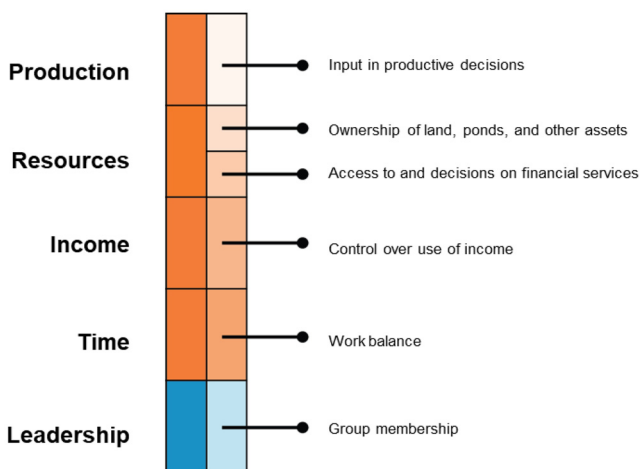 Production
Input in productive decisions
Resources
Ownership of land, ponds, and other assets
Access to and decisions on financial services
Income
Control over use of income
Time
Work balance
Leadership
Group membership